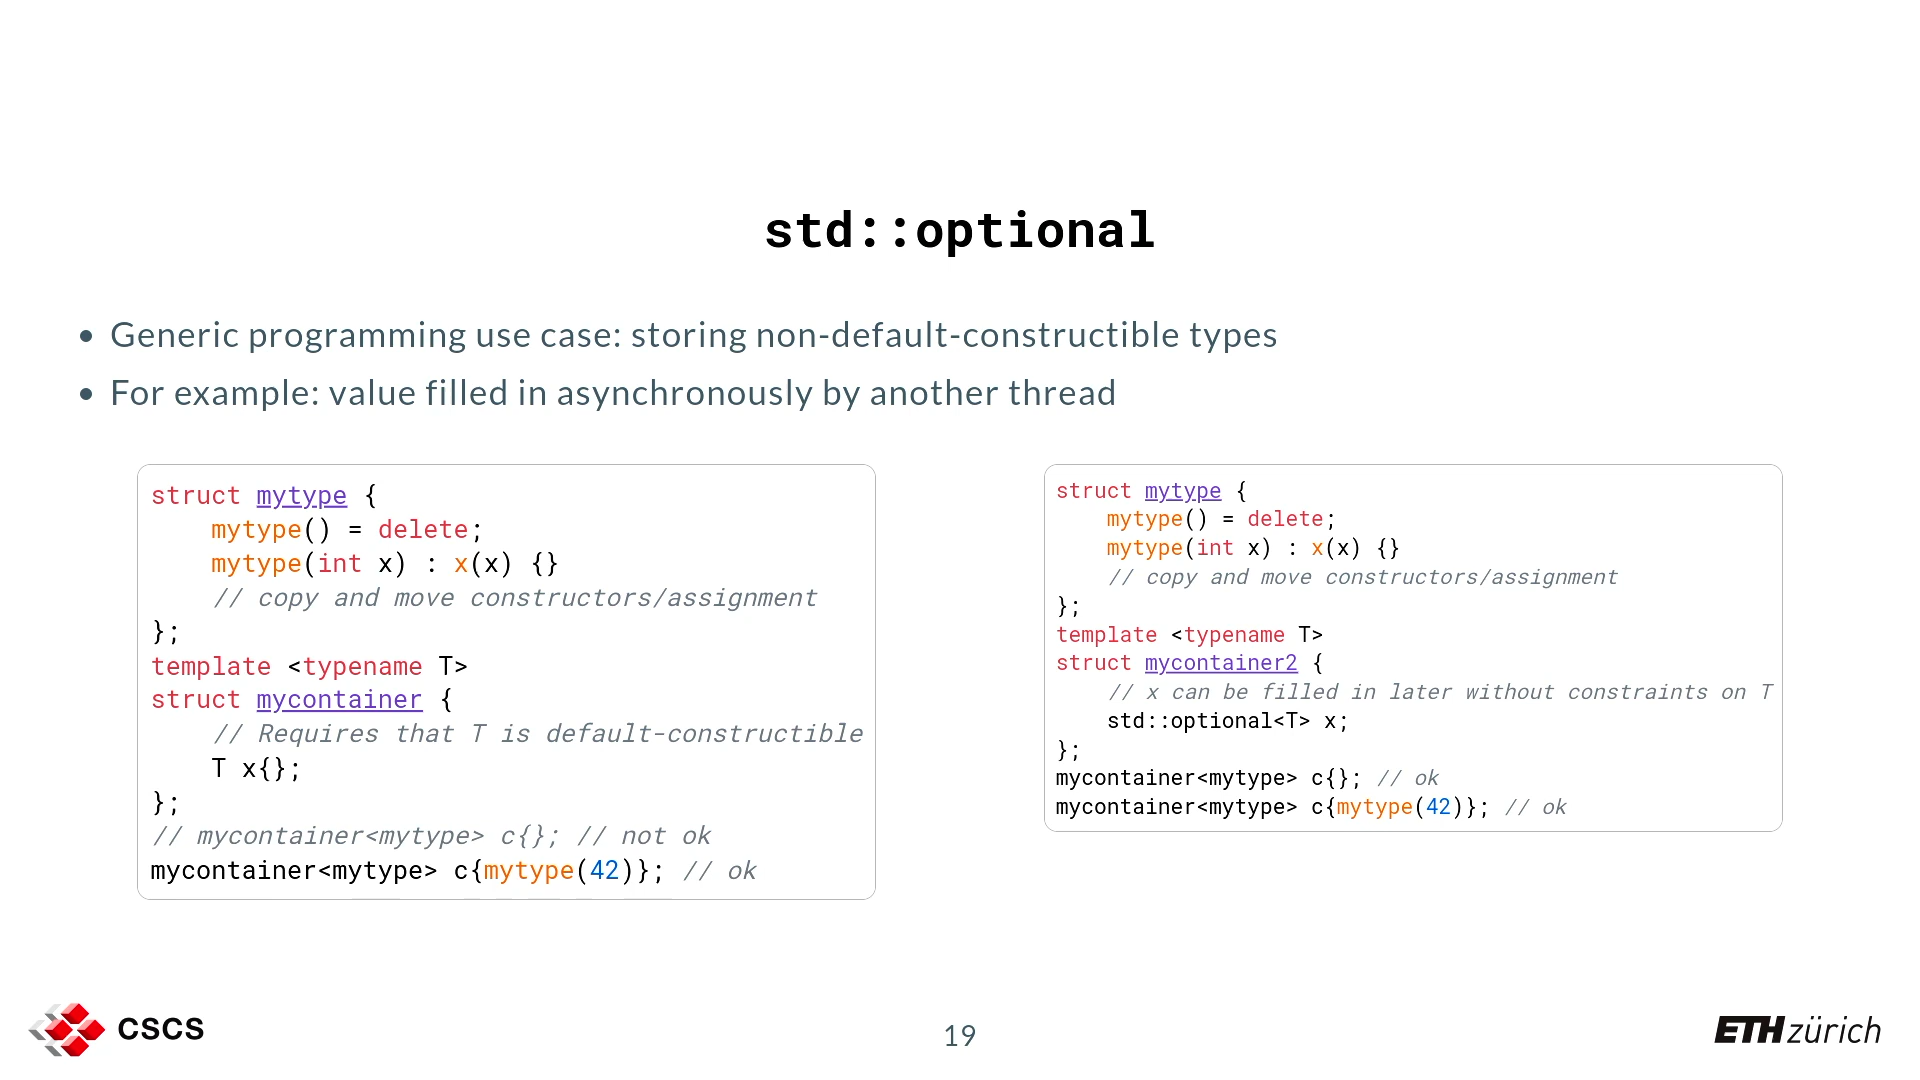 std::optional
• Generic programming use case: storing non-default-constructible types
• For example: value filled in asynchronously by another thread
struct mytype {
    mytype() = delete;
    mytype(int x) : x(x) {}
    // copy and move constructors/assignment
};
template <typename T>
struct mycontainer {
    // Requires that T is default-constructible
    T x{};
};
// mycontainer<mytype> c{}; // not ok
mycontainer<mytype> c{mytype(42)}; // ok
struct mytype {
    mytype() = delete;
    mytype(int x) : x(x) {}
    // copy and move constructors/assignment
};
template <typename T>
struct mycontainer2 {
    // x can be filled in later without constraints on T
    std::optional<T> x;
};
mycontainer<mytype> c{}; // ok
mycontainer<mytype> c{mytype(42)}; // ok
CSCS
19
ETH zürich